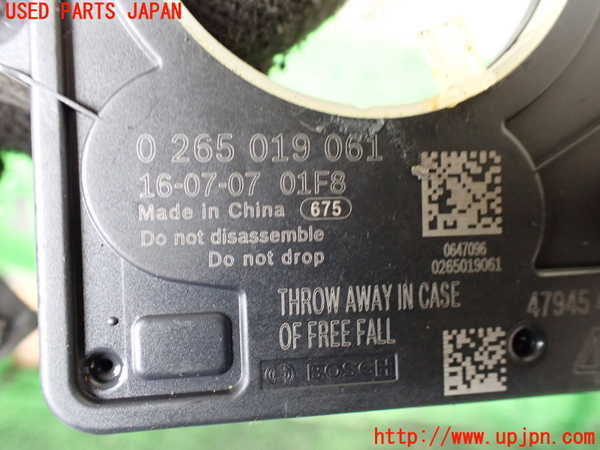 USED PARTS JAPAN
0 265 019 061
16-07-07 01F8
Made in China 675
Do not disassemble
Do not drop
0647096
0265019061
THROW AWAY IN CASE
OF FREE FALL
47945
BOSCH
http://www.upjpn.com/